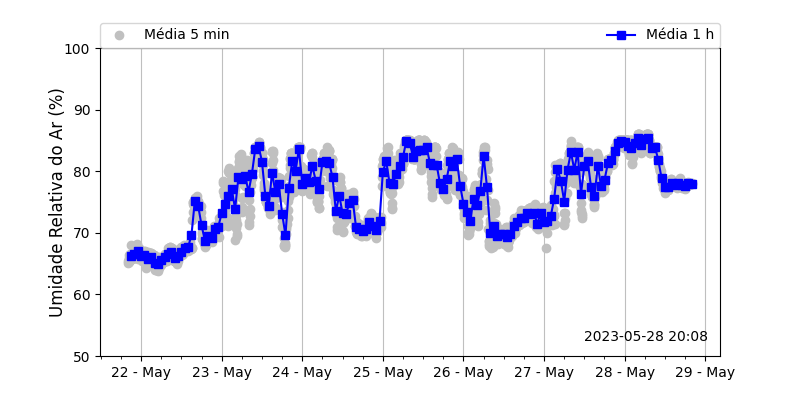 Média 5 min
Média 1 h
100
90
80
70
60
50
Umidade Relativa do Ar (%)
2023-05-28 20:08
22 - May
23 - May
24 - May
25 - May
26 - May
27 - May
28 - May
29 - May